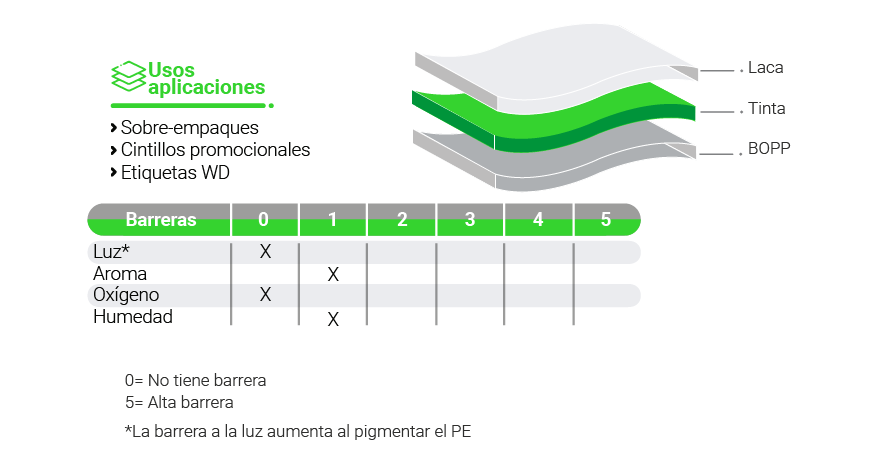 Usos
aplicaciones
Sobre-empaques
Cintillos promocionales
Etiquetas WD
Laca
Tinta
BOPP
Barreras 0 1 2 3 4 5
Luz* X
Aroma X
Oxígeno X
Humedad X
0= No tiene barrera
5= Alta barrera
*La barrera a la luz aumenta al pigmentar el PE